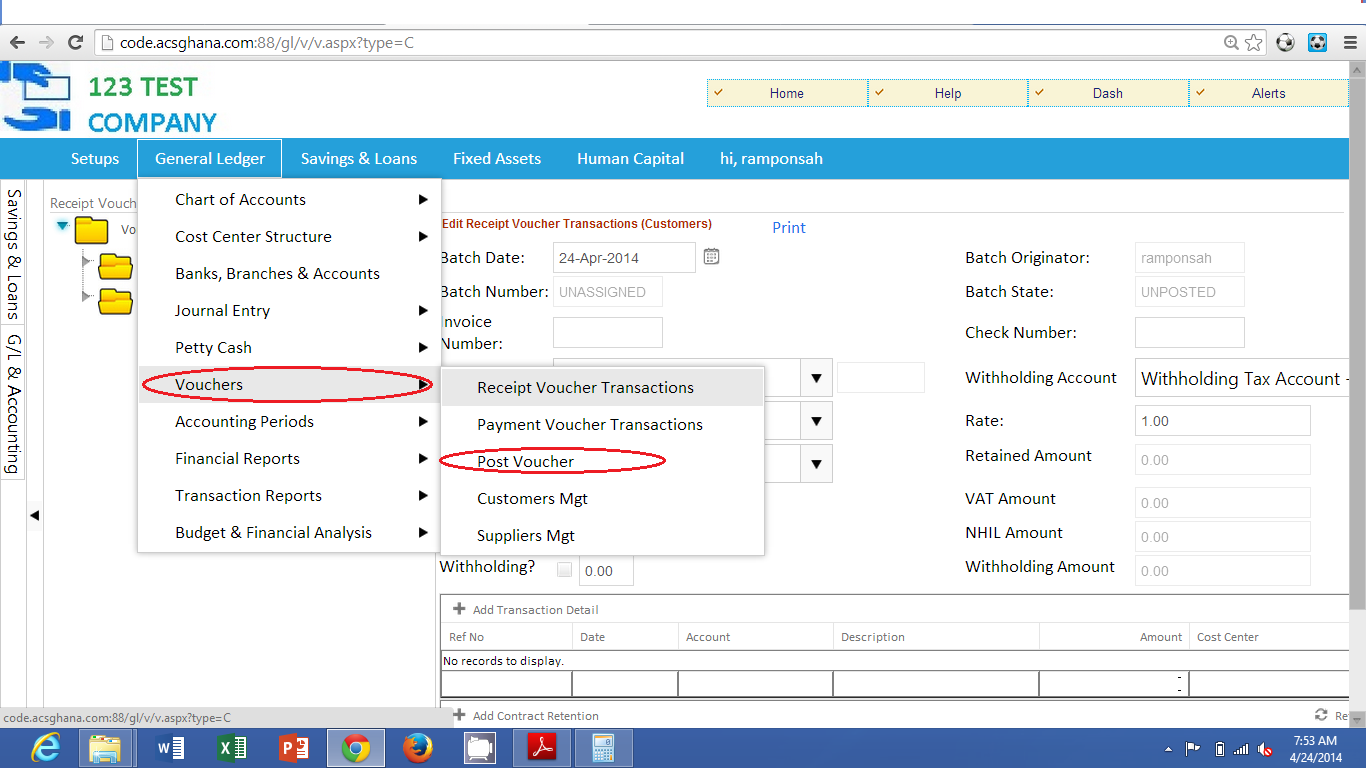 code.acsghana.com:88/gl/v/v.aspx?type=C
123 TEST
COMPANY
Home
Help
Dash
Alerts
Setups
General Ledger
Savings & Loans
Fixed Assets
Human Capital
hi, ramponsah
Savings & Loans
G/L & Accounting
Receipt Vouch
Vo
Chart of Accounts
Cost Center Structure
Banks, Branches & Accounts
Journal Entry
Petty Cash
Vouchers
Accounting Periods
Financial Reports
Transaction Reports
Budget & Financial Analysis
Receipt Voucher Transactions
Payment Voucher Transactions
Post Voucher
Customers Mgt
Suppliers Mgt
Edit Receipt Voucher Transactions (Customers)
Print
Batch Date:
24-Apr-2014
Batch Originator:
ramponsah
Batch Number:
UNASSIGNED
Batch State:
UNPOSTED
Invoice
Number:
Check Number:
Withholding Account
Withholding Tax Account -
Rate:
1.00
Retained Amount
0.00
VAT Amount
0.00
NHIL Amount
0.00
Withholding?
0.00
Withholding Amount
0.00
Add Transaction Detail
Ref No
Date
Account
Description
Amount
Cost Center
No records to display.
-
-
Add Contract Retention
Re
code.acsghana.com:88/gl/v/v.aspx?type=C
7:53 AM
4/24/2014